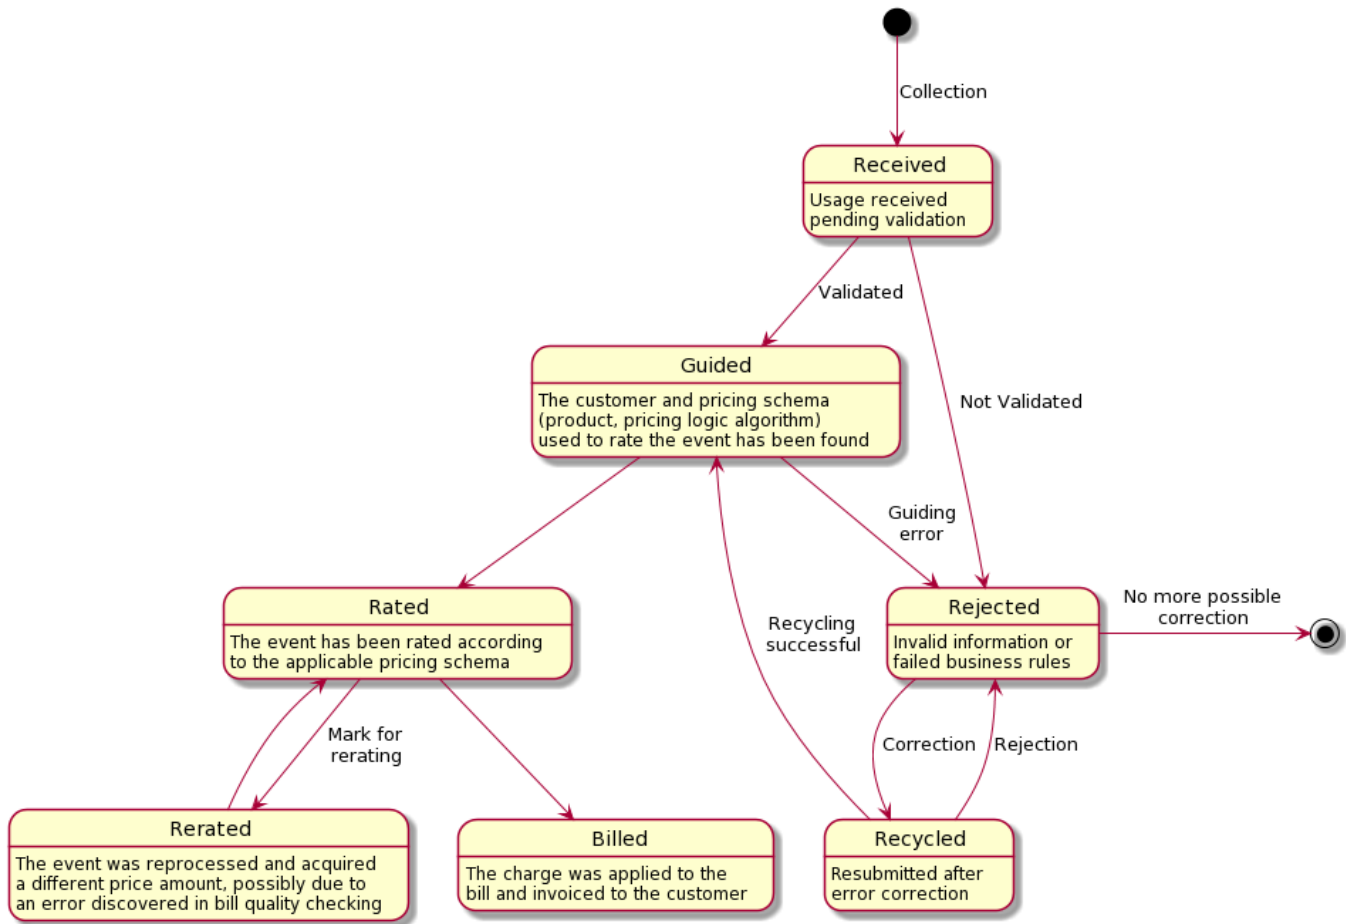 Collection
Received
Usage received
pending validation
Validated
Not Validated
Guided
The customer and pricing schema
(product, pricing logic algorithm)
used to rate the event has been found
Guiding
error
Rated
The event has been rated according
to the applicable pricing schema
Recycling
successful
Rejected
Invalid information or
failed business rules
No more possible
correction
Mark for
rerating
Correction
Rejection
Rerated
The event was reprocessed and acquired
a different price amount, possibly due to
an error discovered in bill quality checking
Billed
The charge was applied to the
bill and invoiced to the customer
Recycled
Resubmitted after
error correction